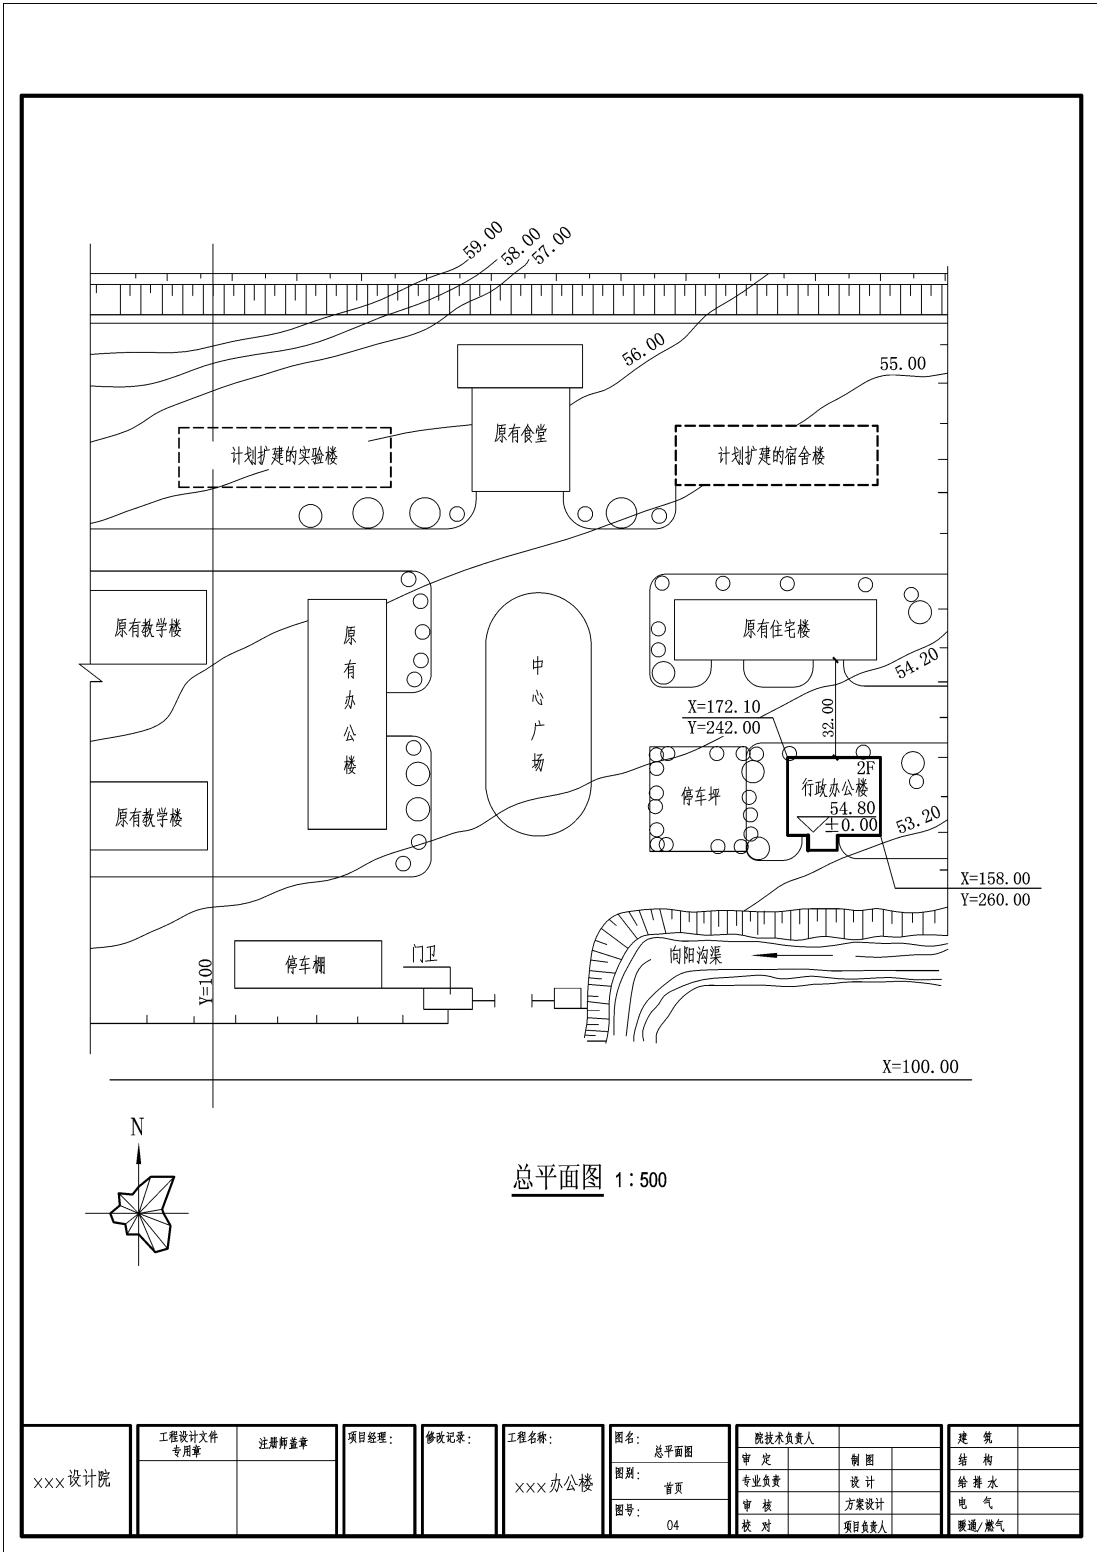 59.00
58.00
57.00
56.00
55.00
原有食堂
计划扩建的实验楼
计划扩建的宿舍楼
原有教学楼
原有办公楼
中心广场
原有住宅楼
54.20
X=172.10
Y=242.00
32.00
2F
行政办公楼
54.80
±0.00
停车坪
53.20
原有教学楼
X=158.00
Y=260.00
停车棚
门卫
向阳沟渠
Y=100
X=100.00
N
总平面图 1：500
×××设计院
工程设计文件
专用章
注册师盖章
项目经理：
修改记录：
工程名称：
×××办公楼
图名：
总平面图
图别：
首页
图号：
04
院技术负责人
审 定
制 图
专业负责
设 计
审 核
方案设计
校 对
项目负责人
建 筑
结 构
给 排 水
电 气
暖通/燃气